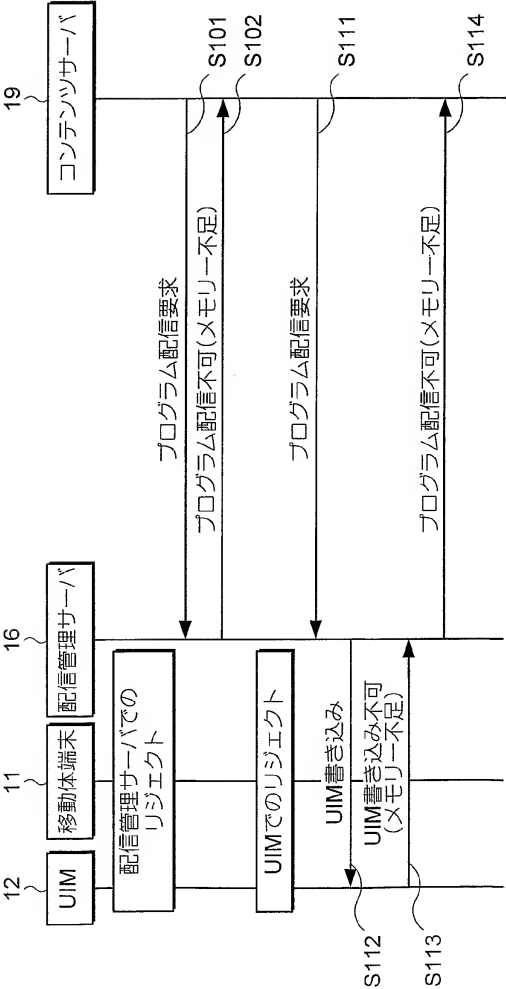 12
UIM
11
移動体端末
16
配信管理サーバ
19
コンテンツサーバ
配信管理サーバでの
リジェクト
プログラム配信要求
S101
プログラム配信不可(メモリー不足)
S102
UIMでのリジェクト
プログラム配信要求
S111
UIM書き込み
S112
UIM書き込み不可
(メモリー不足)
S113
プログラム配信不可(メモリー不足)
S114